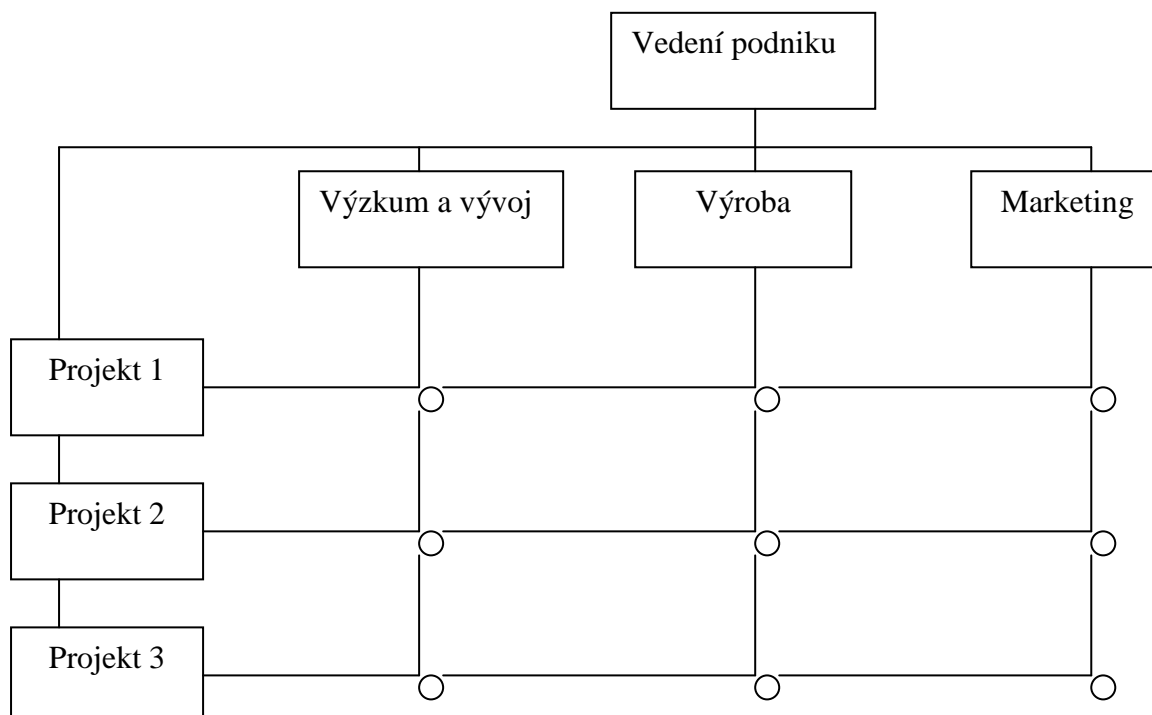 Vedení podniku
Výzkum a vývoj
Výroba
Marketing
Projekt 1
Projekt 2
Projekt 3